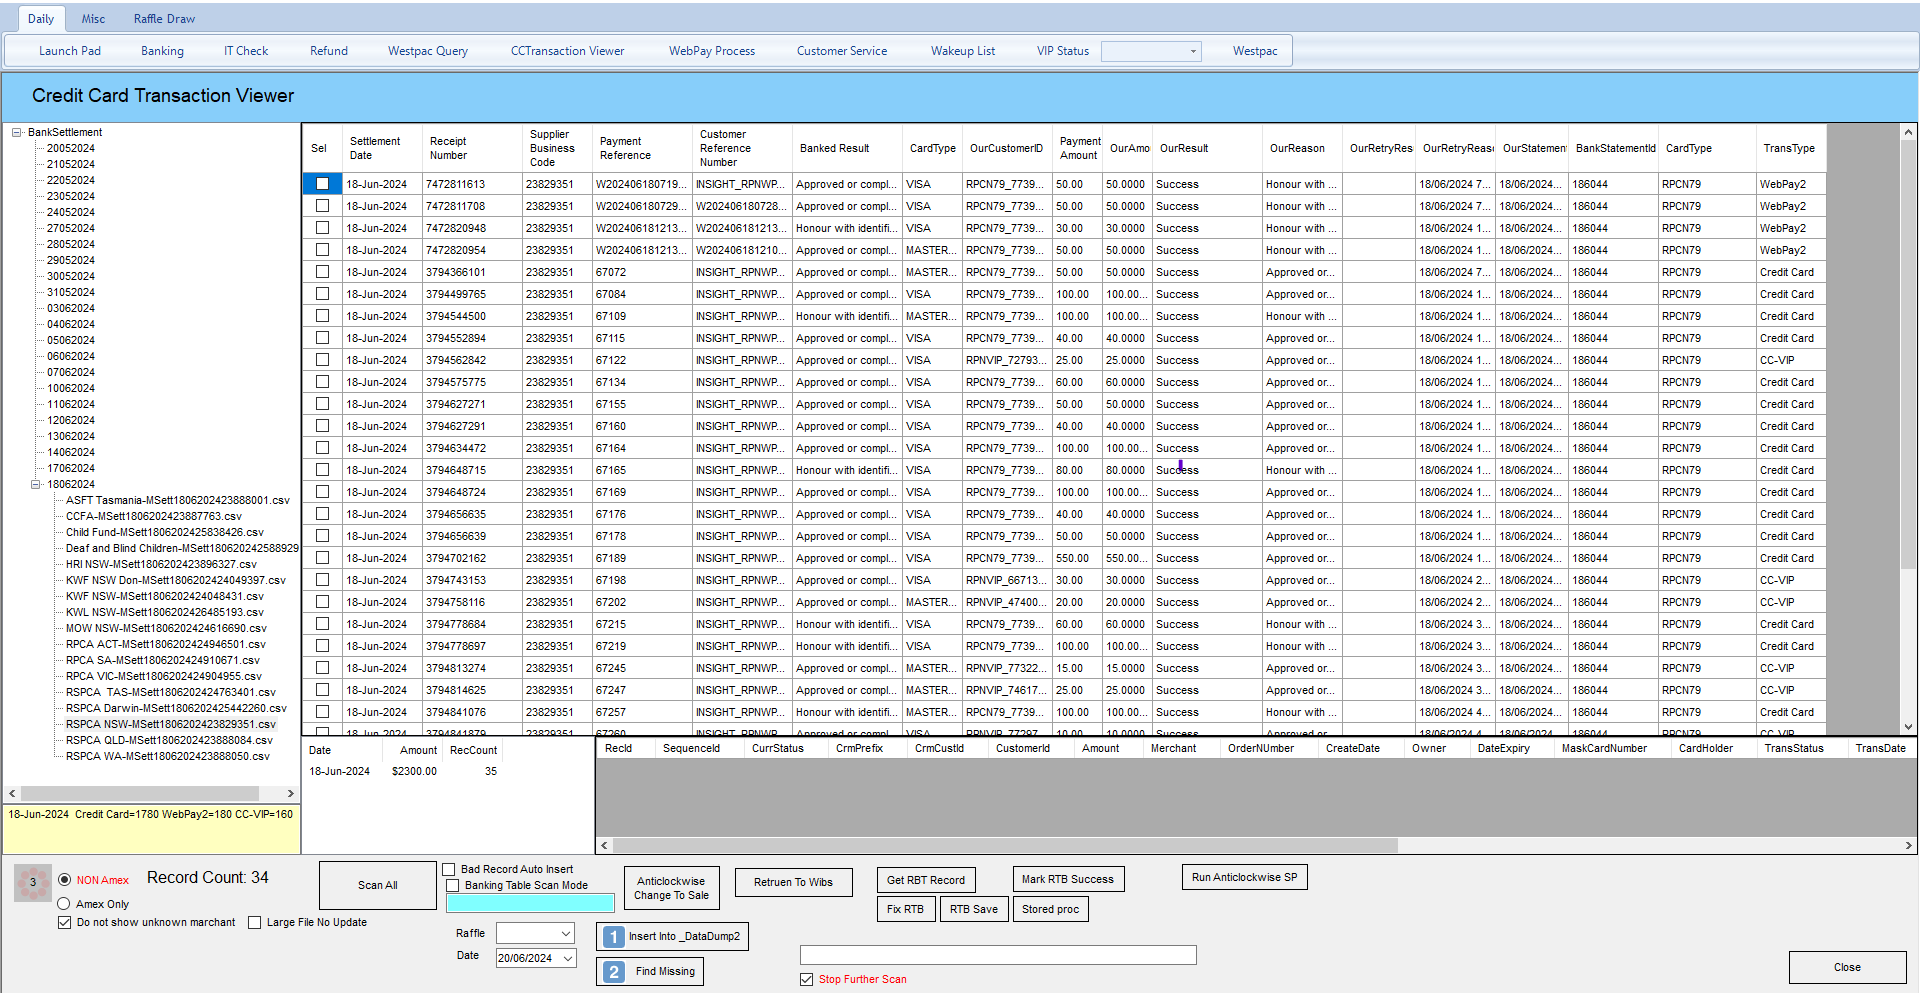 Daily Misc Raffle Draw
Launch Pad Banking IT Check Refund Westpac Query CCTransaction Viewer WebPay Process Customer Service Wakeup List VIP Status Westpac
Credit Card Transaction Viewer
BankSettlement
20052024
21052024
22052024
23052024
24052024
27052024
28052024
29052024
30052024
31052024
03062024
04062024
05062024
06062024
07062024
10062024
11062024
12062024
13062024
14062024
17062024
18062024
ASFT Tasmania-MSett1806202423888001.csv
CCFA-MSett1806202423887763.csv
Child Fund-MSett1806202425838426.csv
Deaf and Blind Children-MSett180620242588929
HRI NSW-MSett1806202423896327.csv
KWF NSW Don-MSett1806202424049397.csv
KWF NSW-MSett1806202424048431.csv
KWL NSW-MSett1806202426485193.csv
MOW NSW-MSett1806202424616690.csv
RPCA ACT-MSett1806202424946501.csv
RPCA SA-MSett1806202424910671.csv
RPCA VIC-MSett1806202424904955.csv
RSPCA  TAS-MSett1806202424763401.csv
RSPCA Darwin-MSett1806202425442260.csv
RSPCA NSW-MSett1806202423829351.csv
RSPCA QLD-MSett1806202423888084.csv
RSPCA WA-MSett1806202423888050.csv
18-Jun-2024  Credit Card=1780 WebPay2=180 CC-VIP=160
Sel Settlement Date Receipt Number Supplier Business Code Payment Reference Customer Reference Number Banked Result CardType OurCustomerID Payment Amount OurAmo OurResult OurReason OurRetryRes OurRetryReas OurStatement BankStatementId CardType TransType
18-Jun-2024 7472811613 23829351 W202406180719... INSIGHT_RPNWP... Approved or compl... VISA RPCN79_7739... 50.00 50.0000 Success Honour with ... 18/06/2024 7... 18/06/2024... 186044 RPCN79 WebPay2
18-Jun-2024 7472811708 23829351 W202406180729... W202406180728... Approved or compl... VISA RPCN79_7739... 50.00 50.0000 Success Honour with ... 18/06/2024 7... 18/06/2024... 186044 RPCN79 WebPay2
18-Jun-2024 7472820948 23829351 W202406181213... W202406181213... Honour with identifi... VISA RPCN79_7739... 30.00 30.0000 Success Honour with ... 18/06/2024 1... 18/06/2024... 186044 RPCN79 WebPay2
18-Jun-2024 7472820954 23829351 W202406181213... W202406181210... Approved or compl... MASTER... RPCN79_7739... 50.00 50.0000 Success Honour with ... 18/06/2024 1... 18/06/2024... 186044 RPCN79 WebPay2
18-Jun-2024 3794366101 23829351 67072 INSIGHT_RPNWP... Approved or compl... MASTER... RPCN79_7739... 50.00 50.0000 Success Approved or... 18/06/2024 7... 18/06/2024... 186044 RPCN79 Credit Card
18-Jun-2024 3794499765 23829351 67084 INSIGHT_RPNWP... Approved or compl... VISA RPCN79_7739... 100.00 100.00... Success Approved or... 18/06/2024 1... 18/06/2024... 186044 RPCN79 Credit Card
18-Jun-2024 3794544500 23829351 67109 INSIGHT_RPNWP... Honour with identifi... MASTER... RPCN79_7739... 100.00 100.00... Success Honour with ... 18/06/2024 1... 18/06/2024... 186044 RPCN79 Credit Card
18-Jun-2024 3794552894 23829351 67115 INSIGHT_RPNWP... Approved or compl... VISA RPCN79_7739... 40.00 40.0000 Success Approved or... 18/06/2024 1... 18/06/2024... 186044 RPCN79 Credit Card
18-Jun-2024 3794562842 23829351 67122 INSIGHT_RPNWP... Approved or compl... VISA RPNVIP_72793... 25.00 25.0000 Success Approved or... 18/06/2024 1... 18/06/2024... 186044 RPCN79 CC-VIP
18-Jun-2024 3794575775 23829351 67134 INSIGHT_RPNWP... Approved or compl... VISA RPCN79_7739... 60.00 60.0000 Success Approved or... 18/06/2024 1... 18/06/2024... 186044 RPCN79 Credit Card
18-Jun-2024 3794627271 23829351 67155 INSIGHT_RPNWP... Approved or compl... VISA RPCN79_7739... 50.00 50.0000 Success Approved or... 18/06/2024 1... 18/06/2024... 186044 RPCN79 Credit Card
18-Jun-2024 3794627291 23829351 67160 INSIGHT_RPNWP... Approved or compl... VISA RPCN79_7739... 40.00 40.0000 Success Approved or... 18/06/2024 1... 18/06/2024... 186044 RPCN79 Credit Card
18-Jun-2024 3794634472 23829351 67164 INSIGHT_RPNWP... Approved or compl... VISA RPCN79_7739... 100.00 100.00... Success Approved or... 18/06/2024 1... 18/06/2024... 186044 RPCN79 Credit Card
18-Jun-2024 3794648715 23829351 67165 INSIGHT_RPNWP... Honour with identifi... VISA RPCN79_7739... 80.00 80.0000 Success Honour with ... 18/06/2024 1... 18/06/2024... 186044 RPCN79 Credit Card
18-Jun-2024 3794648724 23829351 67169 INSIGHT_RPNWP... Approved or compl... VISA RPCN79_7739... 100.00 100.00... Success Approved or... 18/06/2024 1... 18/06/2024... 186044 RPCN79 Credit Card
18-Jun-2024 3794656635 23829351 67176 INSIGHT_RPNWP... Approved or compl... VISA RPCN79_7739... 40.00 40.0000 Success Approved or... 18/06/2024 1... 18/06/2024... 186044 RPCN79 Credit Card
18-Jun-2024 3794656639 23829351 67178 INSIGHT_RPNWP... Approved or compl... VISA RPCN79_7739... 50.00 50.0000 Success Approved or... 18/06/2024 1... 18/06/2024... 186044 RPCN79 Credit Card
18-Jun-2024 3794702162 23829351 67189 INSIGHT_RPNWP... Approved or compl... VISA RPCN79_7739... 550.00 550.00... Success Approved or... 18/06/2024 1... 18/06/2024... 186044 RPCN79 Credit Card
18-Jun-2024 3794743153 23829351 67198 INSIGHT_RPNWP... Approved or compl... VISA RPNVIP_66713... 30.00 30.0000 Success Approved or... 18/06/2024 2... 18/06/2024... 186044 RPCN79 CC-VIP
18-Jun-2024 3794758116 23829351 67202 INSIGHT_RPNWP... Approved or compl... MASTER... RPNVIP_47400... 20.00 20.0000 Success Approved or... 18/06/2024 2... 18/06/2024... 186044 RPCN79 CC-VIP
18-Jun-2024 3794778684 23829351 67215 INSIGHT_RPNWP... Honour with identifi... VISA RPCN79_7739... 60.00 60.0000 Success Honour with ... 18/06/2024 3... 18/06/2024... 186044 RPCN79 Credit Card
18-Jun-2024 3794778697 23829351 67219 INSIGHT_RPNWP... Honour with identifi... VISA RPCN79_7739... 100.00 100.00... Success Honour with ... 18/06/2024 3... 18/06/2024... 186044 RPCN79 Credit Card
18-Jun-2024 3794813274 23829351 67245 INSIGHT_RPNWP... Approved or compl... MASTER... RPNVIP_77322... 15.00 15.0000 Success Approved or... 18/06/2024 3... 18/06/2024... 186044 RPCN79 CC-VIP
18-Jun-2024 3794814625 23829351 67247 INSIGHT_RPNWP... Approved or compl... MASTER... RPNVIP_74617... 25.00 25.0000 Success Approved or... 18/06/2024 3... 18/06/2024... 186044 RPCN79 CC-VIP
18-Jun-2024 3794841076 23829351 67257 INSIGHT_RPNWP... Honour with identifi... MASTER... RPCN79_7739... 100.00 100.00... Success Honour with ... 18/06/2024 4... 18/06/2024... 186044 RPCN79 Credit Card
18-Jun-2024 3794841879 23829351 67260 INSIGHT_RPNWP... Approved or compl... VISA RPNVIP_77297... 10.00 10.0000 Success Approved or... 18/06/2024 4... 18/06/2024... 186044 RPCN79 CC-VIP
Date Amount RecCount
18-Jun-2024 $2300.00 35
RecId SequenceId CurrStatus CrmPrefix CrmCustId CustomerId Amount Merchant OrderNUmber CreateDate Owner DateExpiry MaskCardNumber CardHolder TransStatus TransDate
3 NON Amex Record Count: 34
Amex Only
Do not show unknown marchant Large File No Update
Scan All
Bad Record Auto Insert
Banking Table Scan Mode
Raffle
Date 20/06/2024
Anticlockwise
Change To Sale
Retruen To Wibs
1 Insert Into _DataDump2
2 Find Missing
Get RBT Record Mark RTB Success
Fix RTB RTB Save Stored proc
Run Anticlockwise SP
Stop Further Scan
Close